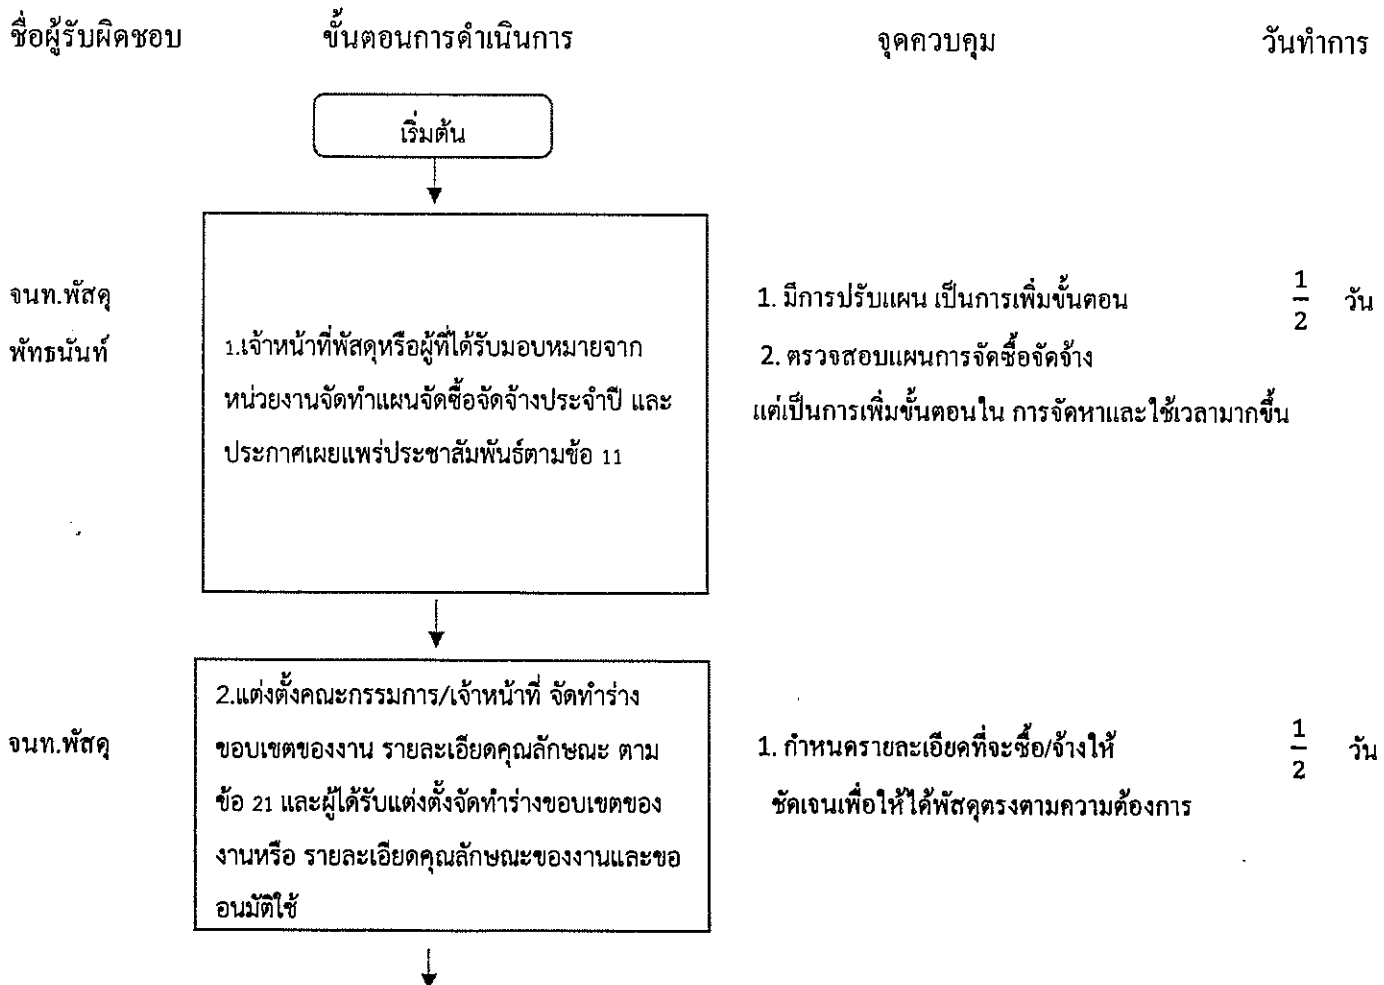 ชื่อผู้รับผิดชอบ ขั้นตอนการดำเนินการ จุดควบคุม วันทำการ
เริ่มต้น
จนท.พัสดุ
พัทธนันท์
1.เจ้าหน้าที่พัสดุหรือผู้ที่ได้รับมอบหมายจาก
หน่วยงานจัดทำแผนจัดซื้อจัดจ้างประจำปี และ
ประกาศเผยแพร่ประชาสัมพันธ์ตามข้อ 11
1. มีการปรับแผน เป็นการเพิ่มขั้นตอน
2. ตรวจสอบแผนการจัดซื้อจัดจ้าง
แต่เป็นการเพิ่มขั้นตอนใน การจัดหาและใช้เวลามากขึ้น
1/2 วัน
จนท.พัสดุ
2.แต่งตั้งคณะกรรมการ/เจ้าหน้าที่ จัดทำร่าง
ขอบเขตของงาน รายละเอียดคุณลักษณะ ตาม
ข้อ 21 และผู้ได้รับแต่งตั้งจัดทำร่างขอบเขตของ
งานหรือ รายละเอียดคุณลักษณะของงานและขอ
อนมัติใช้
1. กำหนดรายละเอียดที่จะซื้อ/จ้างให้
ชัดเจนเพื่อให้ได้พัสดุตรงตามความต้องการ
1/2 วัน